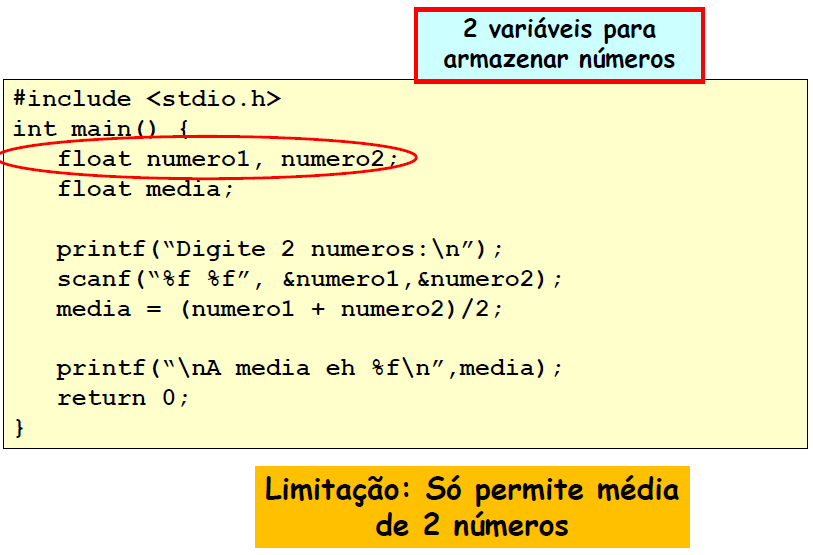 2 variáveis para
armazenar números
#include <stdio.h>
int main() {
   float numero1, numero2;
   float media;
   printf(“Digite 2 numeros:\n”);
   scanf(“%f %f”, &numero1,&numero2);
   media = (numero1 + numero2)/2;
   printf(“\nA media eh %f\n”,media);
   return 0;
}
Limitação: Só permite média
de 2 números